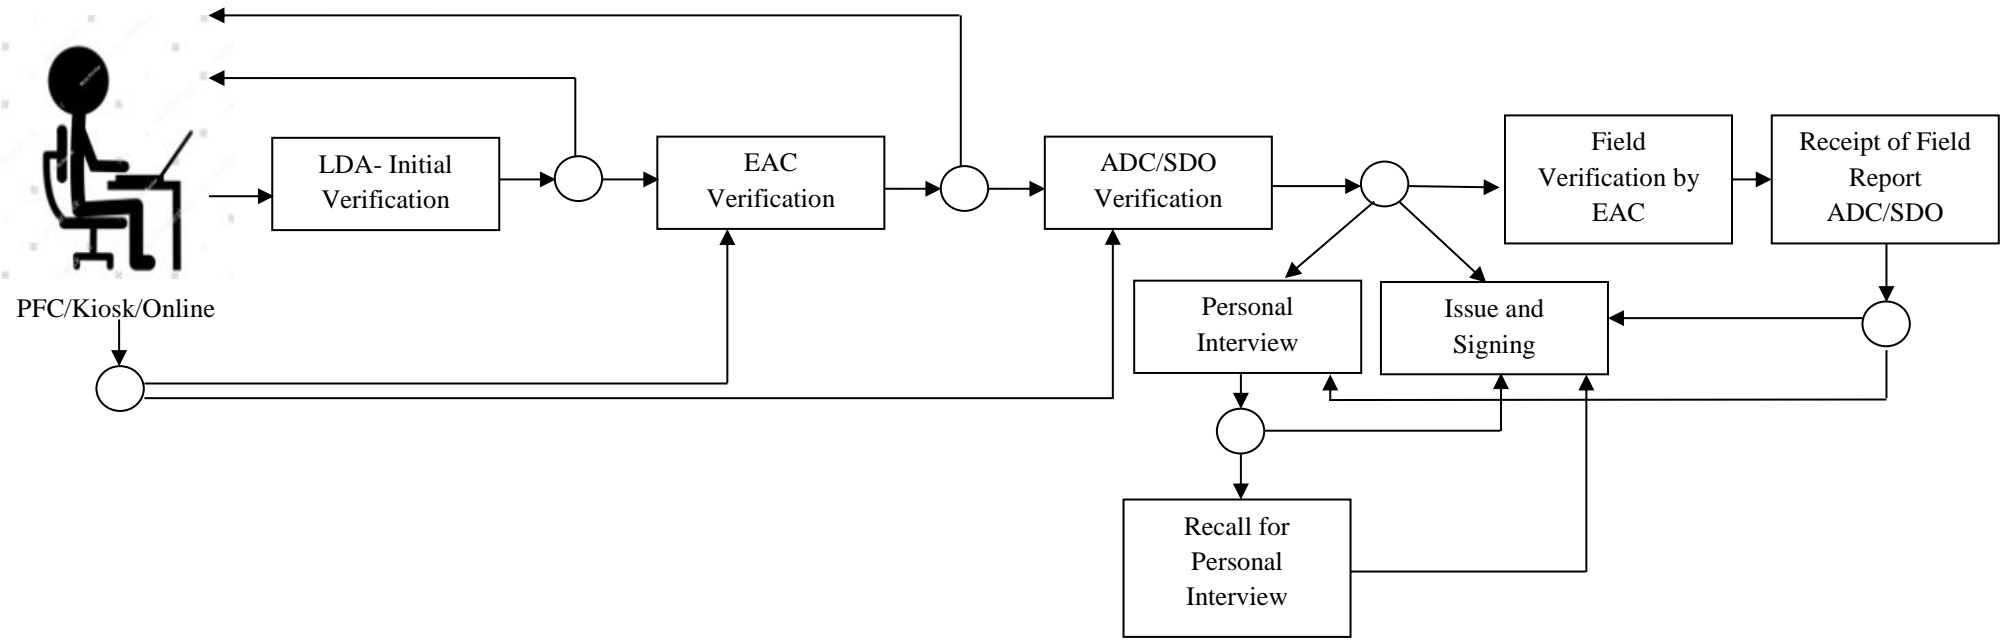 LDA- Initial
Verification
EAC
Verification
ADC/SDO
Verification
Field
Verification by
EAC
Receipt of Field
Report
ADC/SDO
PFC/Kiosk/Online
Personal
Interview
Issue and
Signing
Recall for
Personal
Interview